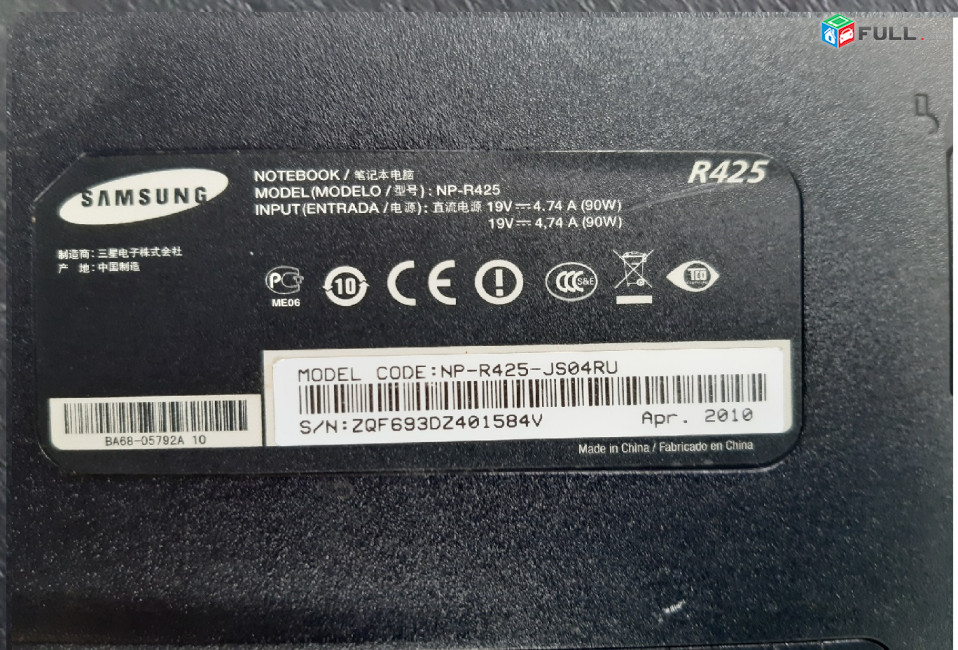 FULL.
SAMSUNG
R425
NOTEBOOK / 笔记本电脑
MODEL(MODELO / 型号) : NP-R425
INPUT(ENTRADA / 电源) : 直流电源 19V⎓4.74 A (90W)
19V⎓4.74 A (90W)
制造商: 三星电子株式会社
产 地: 中国制造
PCT
ME06
10
CE
CCC S&E
TCO
MODEL CODE:NP-R425-JS04RU
S/N:ZQF693DZ401584V
Apr. 2010
BA68-05792A 10
Made in China / Fabricado en China